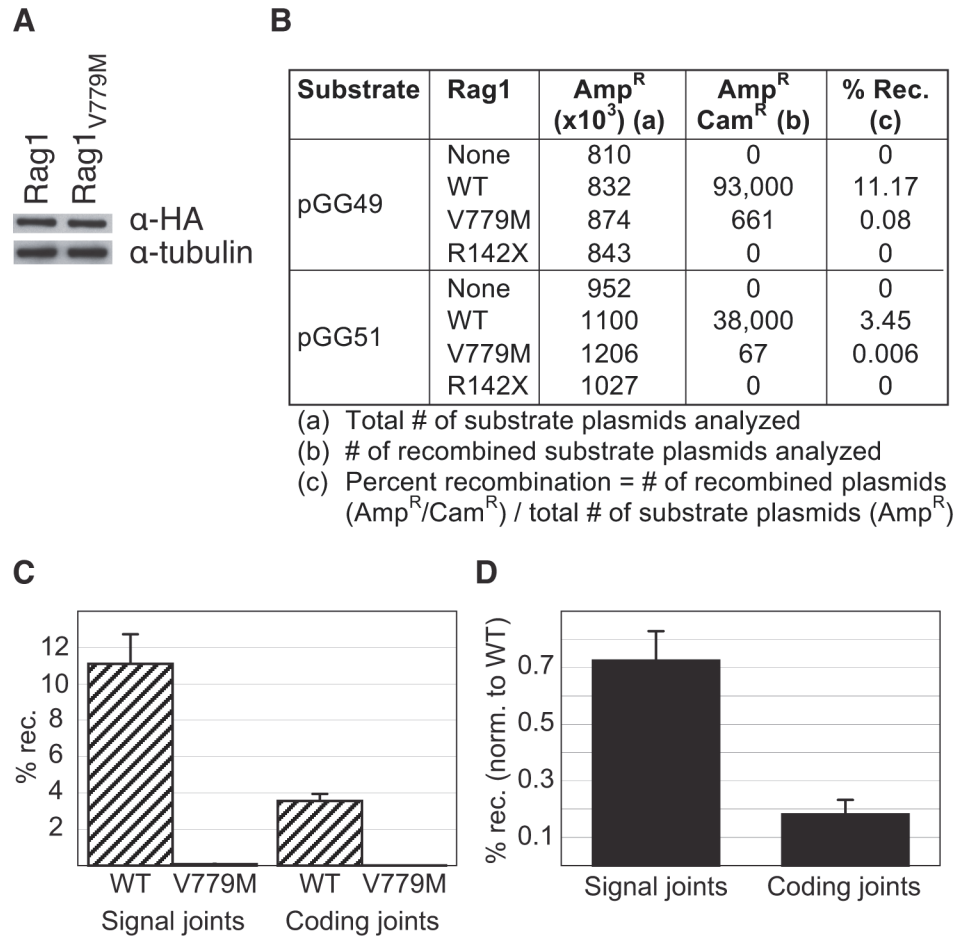 A
Rag1
Rag1V779M
α-HA
α-tubulin
B
Substrate Rag1 AmpR (x103) (a) AmpR CamR (b) % Rec. (c)
pGG49
None 810 0 0
WT 832 93,000 11.17
V779M 874 661 0.08
R142X 843 0 0
pGG51
None 952 0 0
WT 1100 38,000 3.45
V779M 1206 67 0.006
R142X 1027 0 0
(a) Total # of substrate plasmids analyzed
(b) # of recombined substrate plasmids analyzed
(c) Percent recombination = # of recombined plasmids
(AmpR/CamR) / total # of substrate plasmids (AmpR)
C
% rec.
12
10
8
6
4
2
WT V779M WT V779M
Signal joints Coding joints
D
% rec. (norm. to WT)
0.7
0.5
0.3
0.1
Signal joints Coding joints